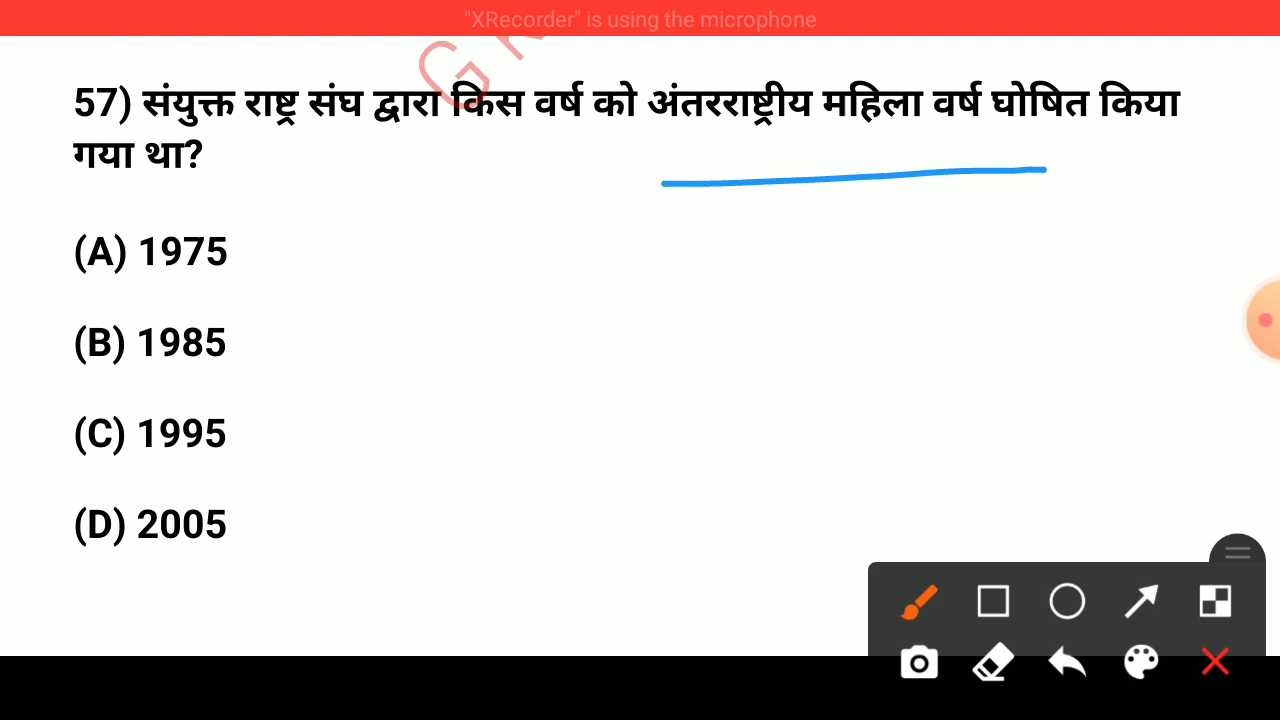 "XRecorder" is using the microphone
G K
57) संयुक्त राष्ट्र संघ द्वारा किस वर्ष को अंतरराष्ट्रीय महिला वर्ष घोषित किया
गया था?
(A) 1975
(B) 1985
(C) 1995
(D) 2005